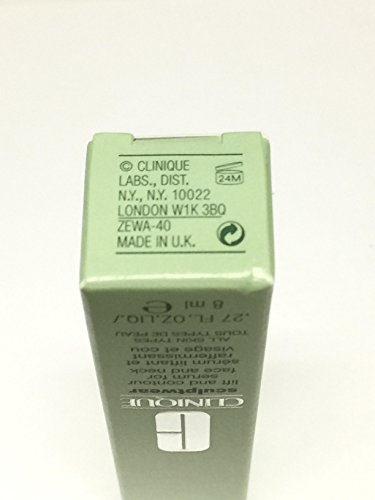 © CLINIQUE
LABS., DIST.
N.Y., N.Y. 10022
LONDON W1K 3BQ
ZEWA-40
MADE IN U.K.
24M
CLINIQUE
sculptwear
lift and contour
serum for
face and neck
sérum liftant et
raffermissant
visage et cou
ALL SKIN TYPES
TOUS TYPES DE PEAU
.27 FL.OZ.LIQ./
8 ml ℮